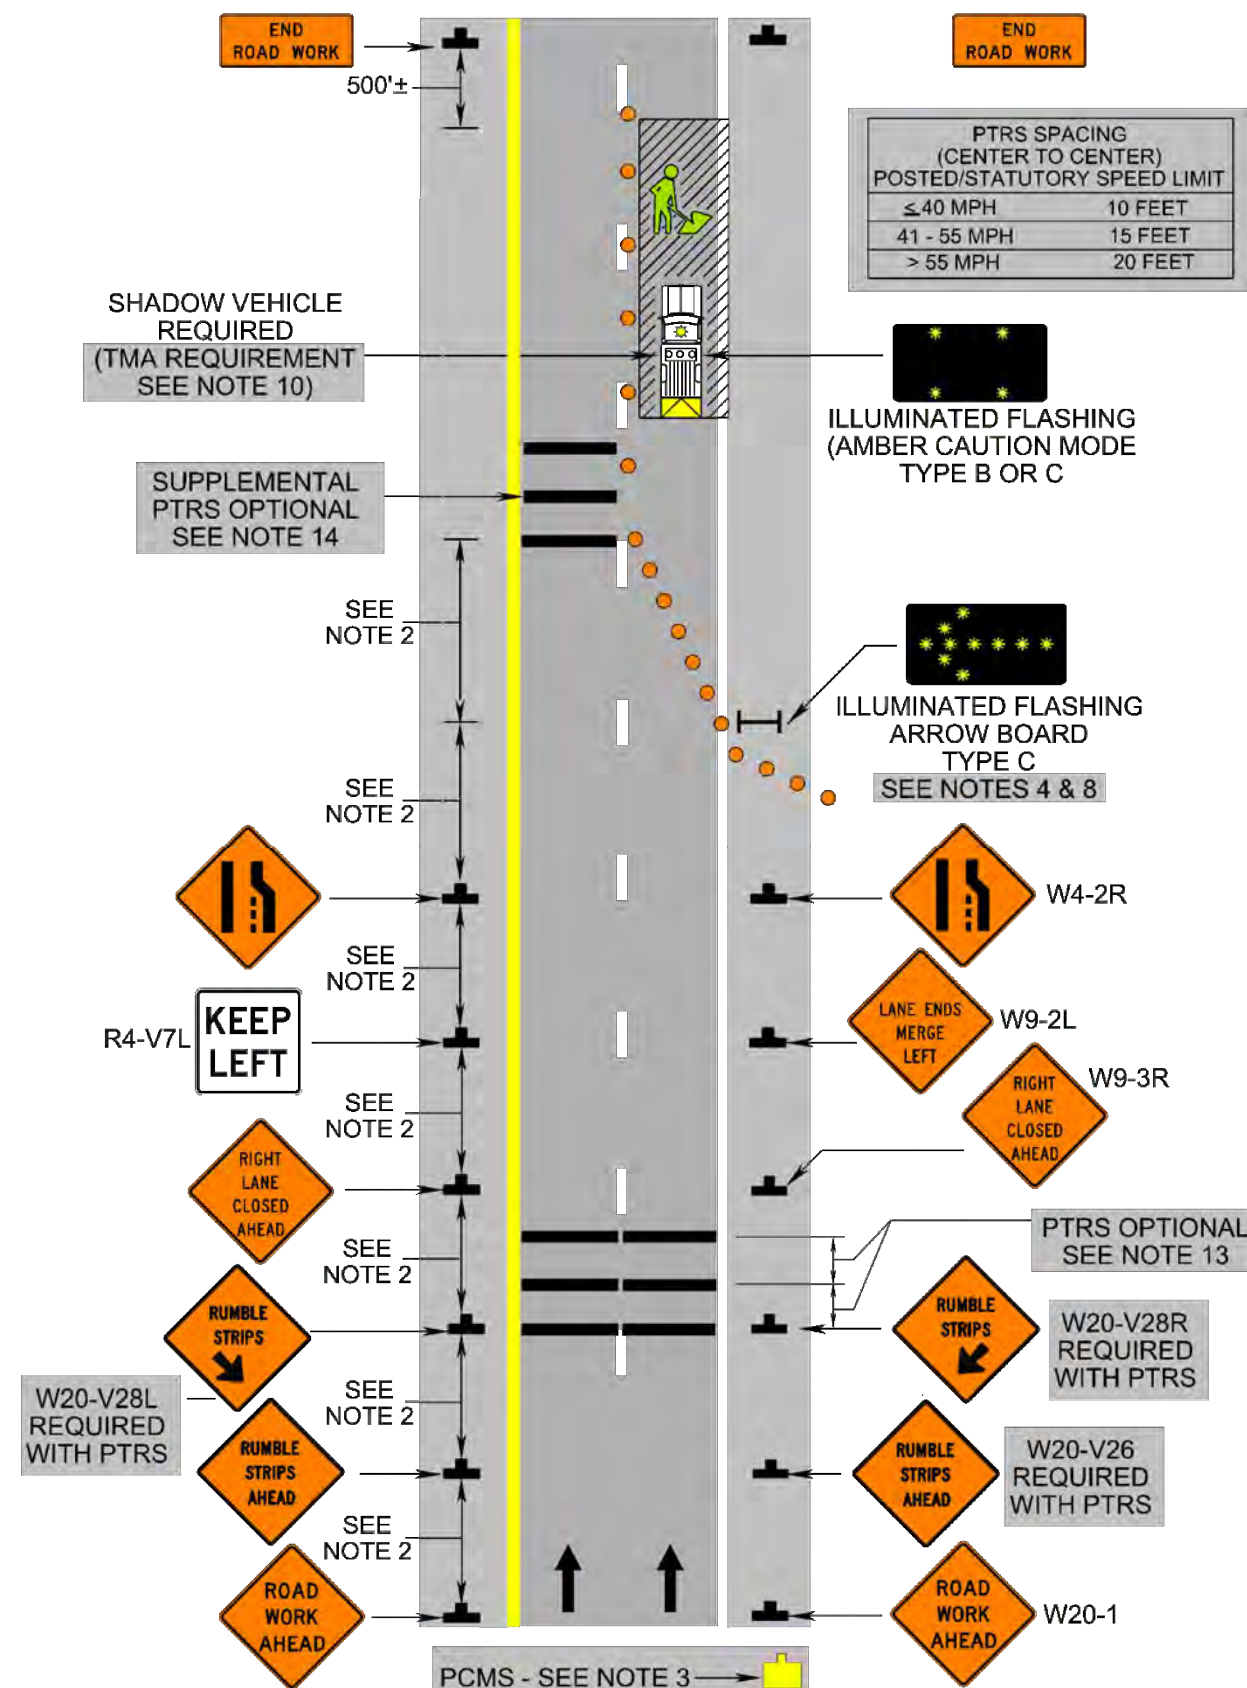 END
ROAD WORK
END
ROAD WORK
500'±
PTRS SPACING
(CENTER TO CENTER)
POSTED/STATUTORY SPEED LIMIT
≤40 MPH 10 FEET
41 - 55 MPH 15 FEET
> 55 MPH 20 FEET
SHADOW VEHICLE
REQUIRED
(TMA REQUIREMENT
SEE NOTE 10)
ILLUMINATED FLASHING
(AMBER CAUTION MODE
TYPE B OR C
SUPPLEMENTAL
PTRS OPTIONAL
SEE NOTE 14
SEE
NOTE 2
ILLUMINATED FLASHING
ARROW BOARD
TYPE C
SEE NOTES 4 & 8
SEE
NOTE 2
W4-2R
SEE
NOTE 2
R4-V7L
KEEP
LEFT
LANE ENDS
MERGE
LEFT
W9-2L
SEE
NOTE 2
RIGHT
LANE
CLOSED
AHEAD
W9-3R
RIGHT
LANE
CLOSED
AHEAD
SEE
NOTE 2
PTRS OPTIONAL
SEE NOTE 13
RUMBLE
STRIPS
RUMBLE
STRIPS
W20-V28R
REQUIRED
WITH PTRS
W20-V28L
REQUIRED
WITH PTRS
SEE
NOTE 2
RUMBLE
STRIPS
AHEAD
RUMBLE
STRIPS
AHEAD
W20-V26
REQUIRED
WITH PTRS
SEE
NOTE 2
ROAD
WORK
AHEAD
ROAD
WORK
AHEAD
W20-1
PCMS - SEE NOTE 3